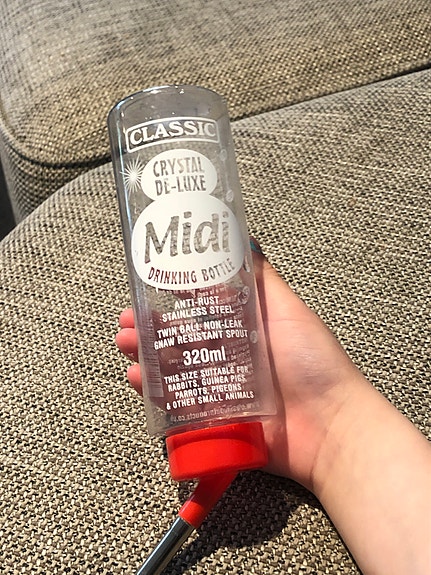 CLASSIC
CRYSTAL
DE-LUXE
Midi
DRINKING BOTTLE
ANTI-RUST
STAINLESS STEEL
TWIN BALL NON-LEAK
GNAW RESISTANT SPOUT
320ml
THIS SIZE SUITABLE FOR
RABBITS, GUINEA PIGS,
PARROTS, PIGEONS
& OTHER SMALL ANIMALS